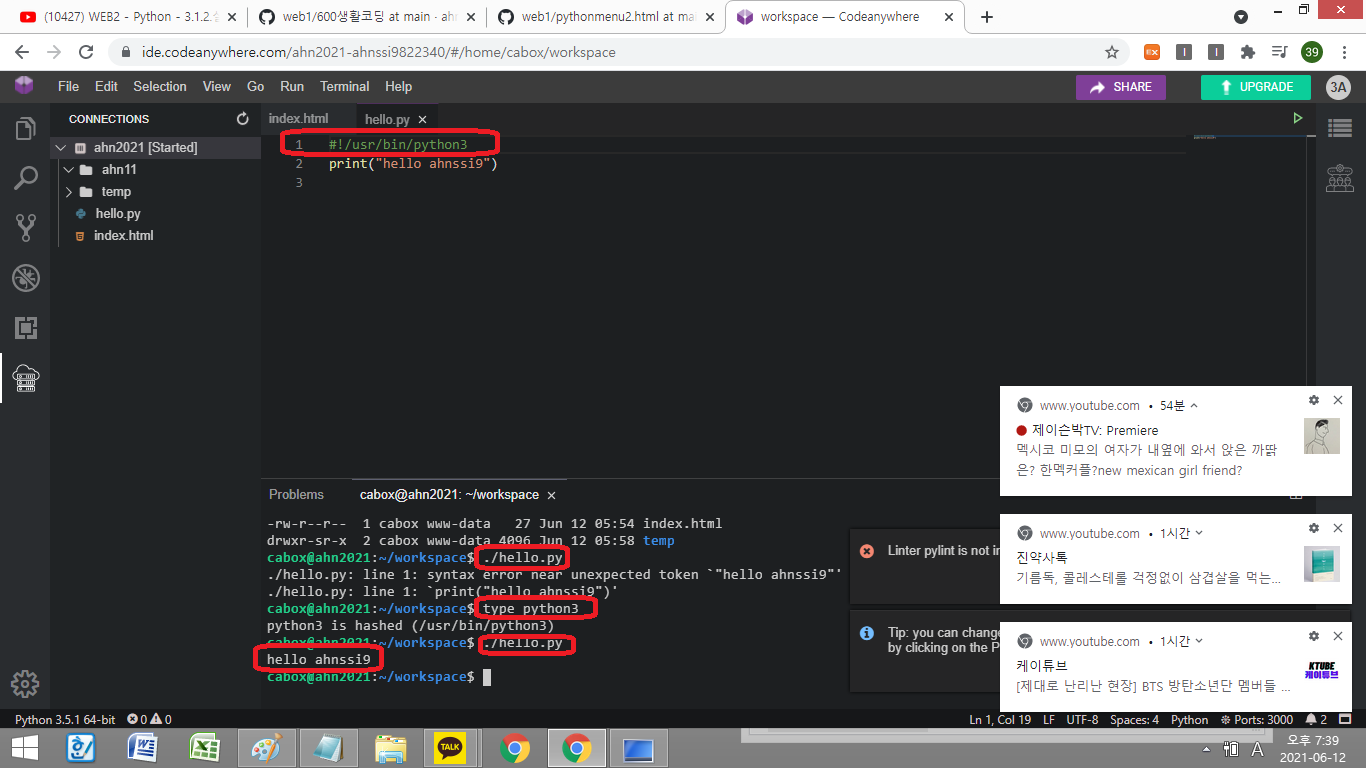 (10427) WEB2 - Python - 3.1.2.
web1/600생활코딩 at main · ahn
web1/pythonmenu2.html at ma
workspace — Codeanywhere
ide.codeanywhere.com/ahn2021-ahnssi9822340/#/home/cabox/workspace
EX
39
File Edit Selection View Go Run Terminal Help
SHARE
UPGRADE
3A
CONNECTIONS
ahn2021 [Started]
ahn11
temp
hello.py
index.html
index.html
hello.py
1 #!/usr/bin/python3
2 print("hello ahnssi9")
3
Problems
cabox@ahn2021: ~/workspace
-rw-r--r-- 1 cabox www-data 27 Jun 12 05:54 index.html
drwxr-sr-x 2 cabox www-data 4096 Jun 12 05:58 temp
cabox@ahn2021:~/workspace$ ./hello.py
./hello.py: line 1: syntax error near unexpected token `"hello ahnssi9"'
./hello.py: line 1: `print("hello ahnssi9")'
cabox@ahn2021:~/workspace$ type python3
python3 is hashed (/usr/bin/python3)
cabox@ahn2021:~/workspace$ ./hello.py
hello ahnssi9
cabox@ahn2021:~/workspace$
Linter pylint is not in
Tip: you can change
by clicking on the P
www.youtube.com • 54분
제이슨박TV: Premiere
멕시코 미모의 여자가 내옆에 와서 앉은 까닭
은? 한멕커플?new mexican girl friend?
www.youtube.com • 1시간
진약사톡
기름독, 콜레스테롤 걱정없이 삼겹살을 먹는...
www.youtube.com • 1시간
케이튜브
[제대로 난리난 현장] BTS 방탄소년단 멤버들 ...
KTUBE
케이튜브
Python 3.5.1 64-bit 0 0
Ln 1, Col 19 LF UTF-8 Spaces: 4 Python Ports: 3000 2
TALK
A
오후 7:39
2021-06-12